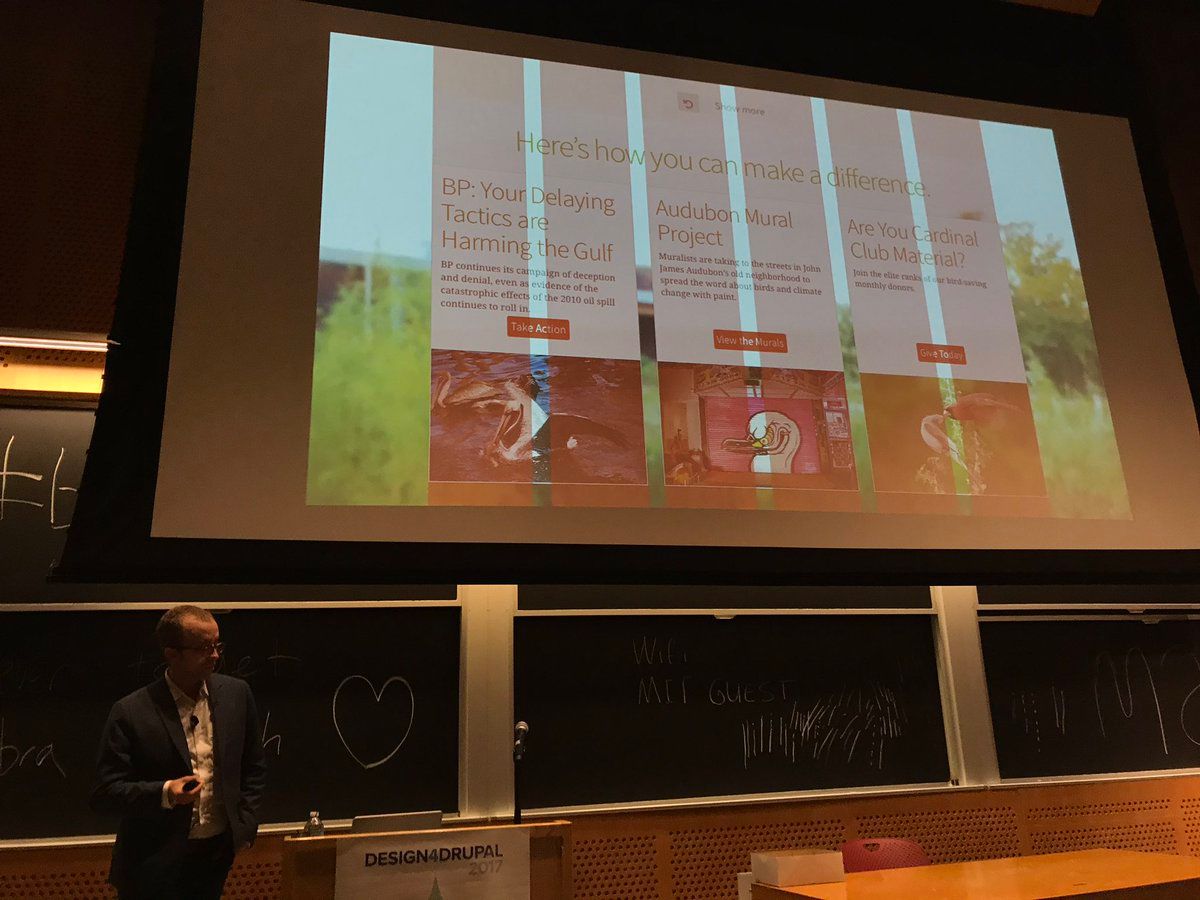 Show more
Here's how you can make a difference.
BP: Your Delaying
Tactics are
Harming the Gulf
BP continues its campaign of deception
and denial, even as evidence of the
catastrophic effects of the 2010 oil spill
continues to roll in.
Take Action
Audubon Mural
Project
Muralists are taking to the streets in John
James Audubon's old neighborhood to
spread the word about birds and climate
change with paint.
View the Murals
Are You Cardinal
Club Material?
Join the elite ranks of our bird-saving
monthly donors.
Give Today
Wifi
MIT GUEST
DESIGN4DRUPAL
2017